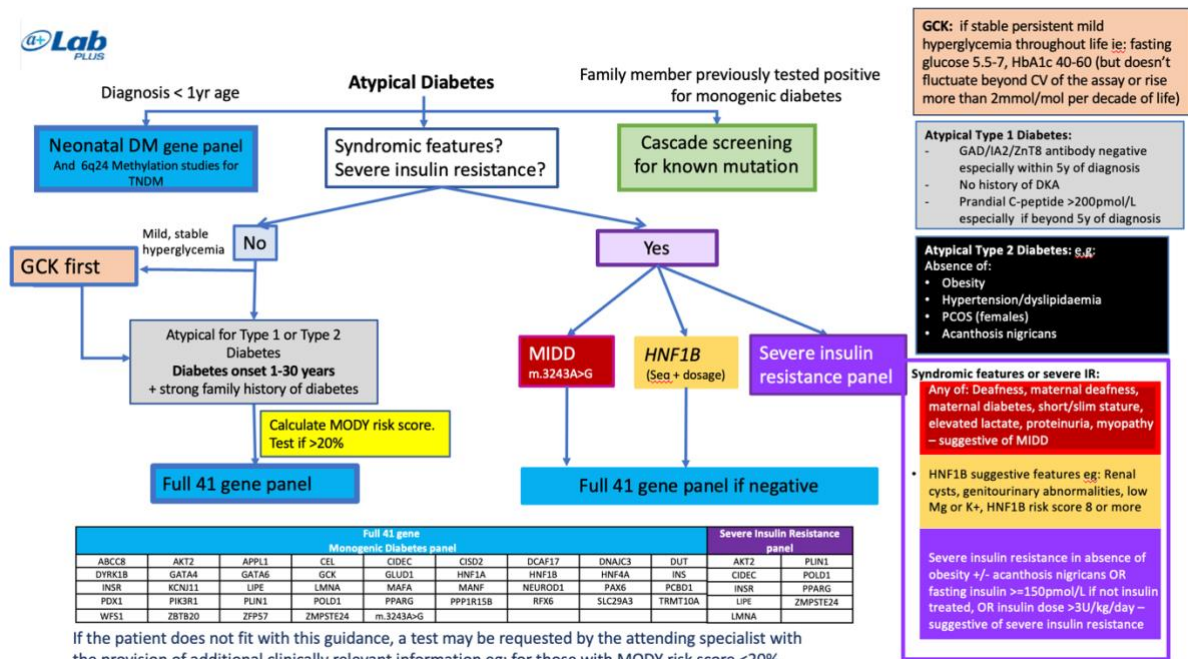 a+ Lab
PLUS
Atypical Diabetes
Diagnosis < 1yr age
Family member previously tested positive
for monogenic diabetes
Neonatal DM gene panel
And 6q24 Methylation studies for
TNDM
Syndromic features?
Severe insulin resistance?
Cascade screening
for known mutation
No
Yes
Mild, stable
hyperglycemia
GCK first
Atypical for Type 1 or Type 2
Diabetes
Diabetes onset 1-30 years
+ strong family history of diabetes
Calculate MODY risk score.
Test if >20%
Full 41 gene panel
MIDD
m.3243A>G
HNF1B
(Seq + dosage)
Severe insulin
resistance panel
Full 41 gene panel if negative
GCK: if stable persistent mild
hyperglycemia throughout life ie: fasting
glucose 5.5-7, HbA1c 40-60 (but doesn't
fluctuate beyond CV of the assay or rise
more than 2mmol/mol per decade of life)
Atypical Type 1 Diabetes:
- GAD/IA2/ZnT8 antibody negative
especially within 5y of diagnosis
- No history of DKA
- Prandial C-peptide >200pmol/L
especially if beyond 5y of diagnosis
Atypical Type 2 Diabetes: e.g:
Absence of:
• Obesity
• Hypertension/dyslipidaemia
• PCOS (females)
• Acanthosis nigricans
Syndromic features or severe IR:
Any of: Deafness, maternal deafness,
maternal diabetes, short/slim stature,
elevated lactate, proteinuria, myopathy
– suggestive of MIDD
• HNF1B suggestive features eg: Renal
cysts, genitourinary abnormalities, low
Mg or K+, HNF1B risk score 8 or more
Severe insulin resistance in absence of
obesity +/- acanthosis nigricans OR
fasting insulin >=150pmol/L if not insulin
treated, OR insulin dose >3U/kg/day –
suggestive of severe insulin resistance
Full 41 gene
Monogenic Diabetes panel
Severe Insulin Resistance
panel
ABCC8 AKT2 APPL1 CEL CIDEC CISD2 DCAF17 DNAJC3 DUT AKT2 PLIN1
DYRK1B GATA4 GATA6 GCK GLUD1 HNF1A HNF1B HNF4A INS CIDEC POLD1
INSR KCNJ11 LIPE LMNA MAFA MANF NEUROD1 PAX6 PCBD1 INSR PPARG
PDX1 PIK3R1 PLIN1 POLD1 PPARG PPP1R15B RFX6 SLC29A3 TRMT10A LIPE ZMPSTE24
WFS1 ZBTB20 ZFP57 ZMPSTE24 m.3243A>G LMNA
If the patient does not fit with this guidance, a test may be requested by the attending specialist with
the provision of additional clinically relevant information eg: for those with MODY risk score <20%